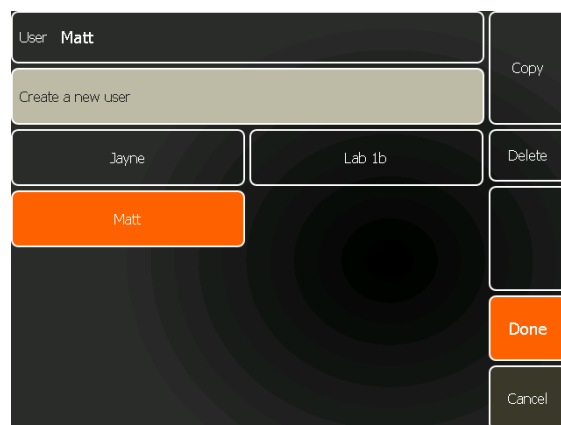 User Matt
Copy
Create a new user
Jayne
Lab 1b
Delete
Matt
Done
Cancel